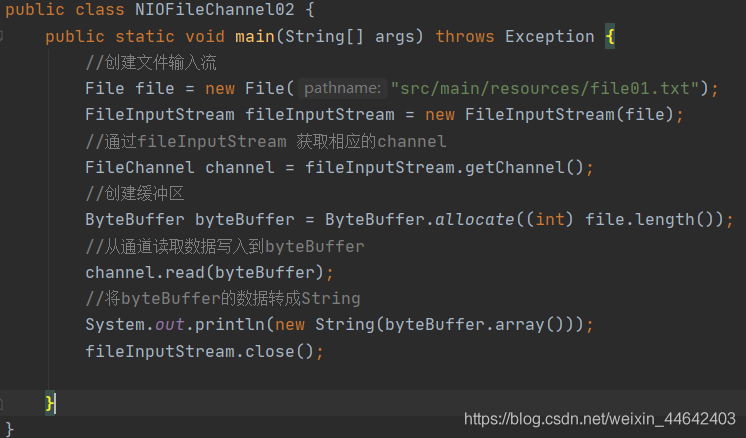 public class NIOFileChannel02 {
    public static void main(String[] args) throws Exception {
        //创建文件输入流
        File file = new File( pathname: "src/main/resources/file01.txt");
        FileInputStream fileInputStream = new FileInputStream(file);
        //通过fileInputStream 获取相应的channel
        FileChannel channel = fileInputStream.getChannel();
        //创建缓冲区
        ByteBuffer byteBuffer = ByteBuffer.allocate((int) file.length());
        //从通道读取数据写入到byteBuffer
        channel.read(byteBuffer);
        //将byteBuffer的数据转成String
        System.out.println(new String(byteBuffer.array()));
        fileInputStream.close();
    }
https://blog.csdn.net/weixin_44642403
}